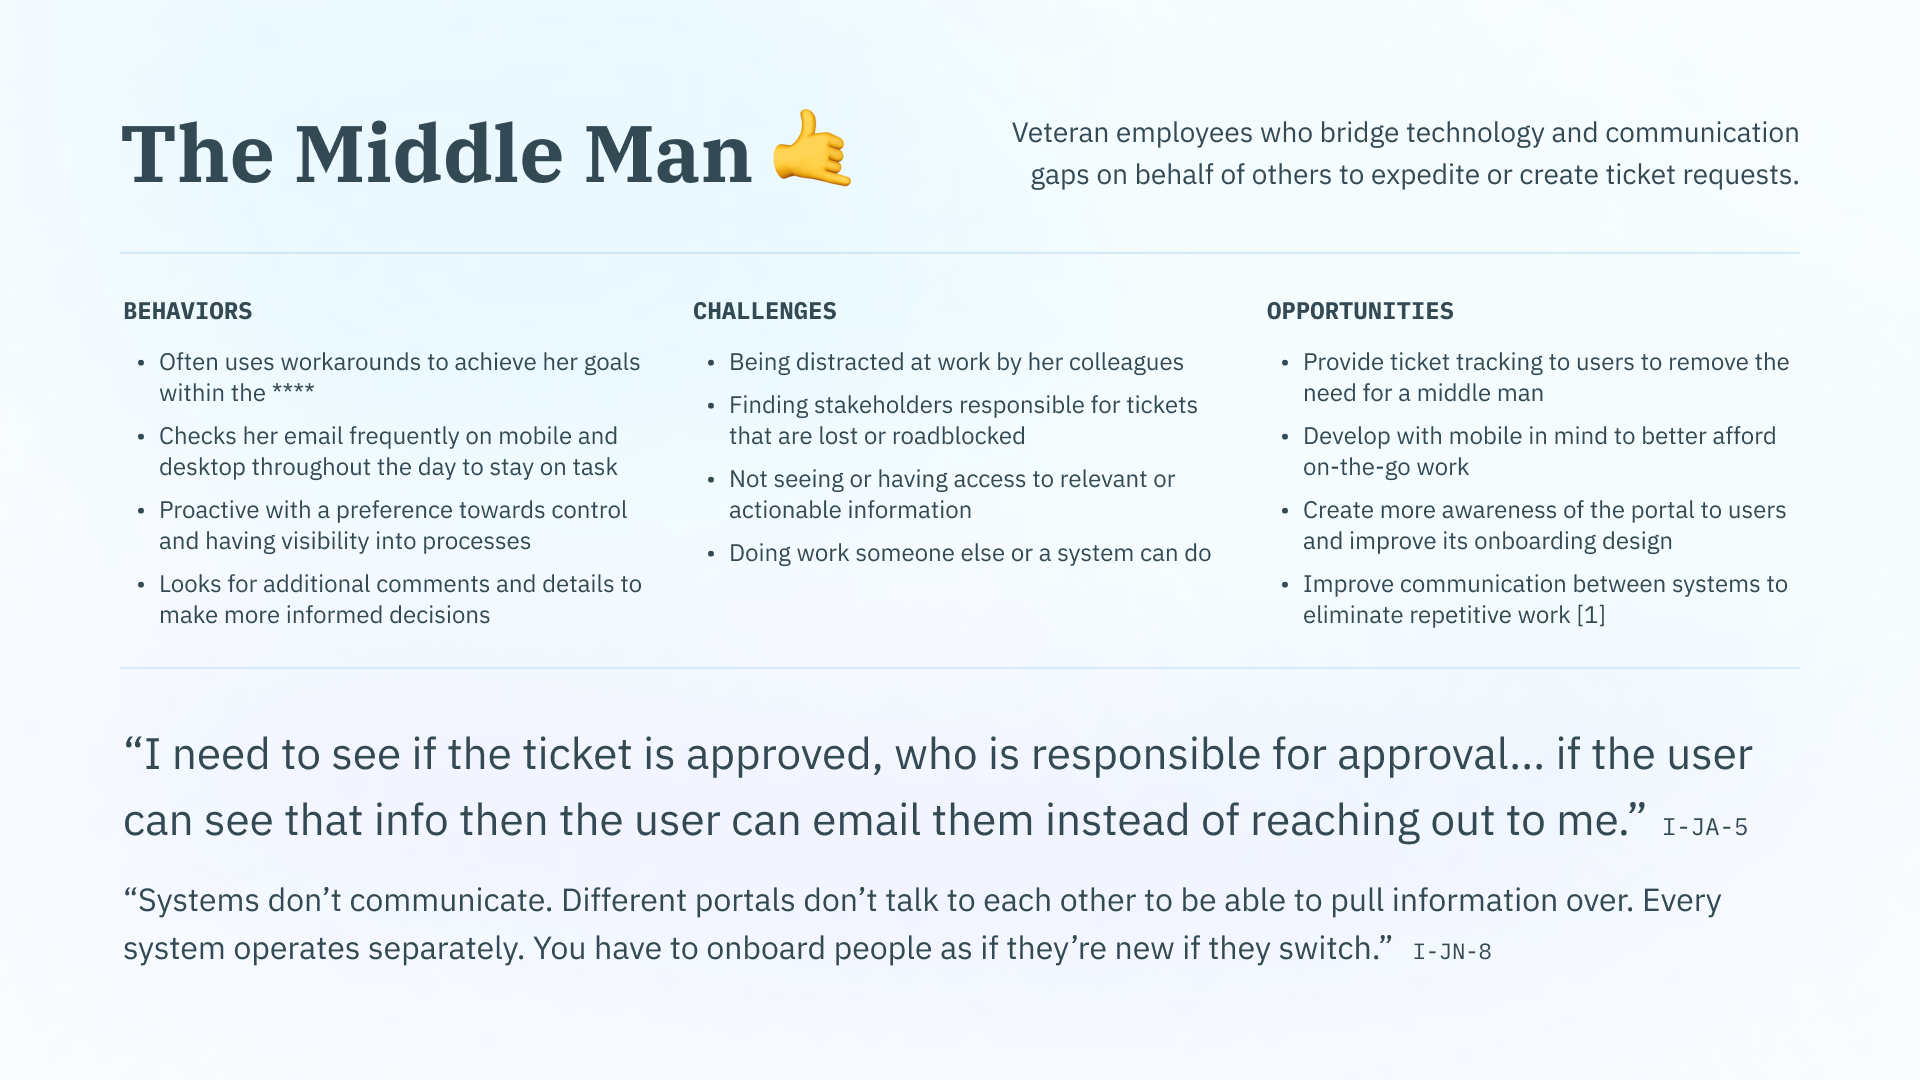 The Middle Man 🤙
Veteran employees who bridge technology and communication
gaps on behalf of others to expedite or create ticket requests.
BEHAVIORS
• Often uses workarounds to achieve her goals
within the ****
• Checks her email frequently on mobile and
desktop throughout the day to stay on task
• Proactive with a preference towards control
and having visibility into processes
• Looks for additional comments and details to
make more informed decisions
CHALLENGES
• Being distracted at work by her colleagues
• Finding stakeholders responsible for tickets
that are lost or roadblocked
• Not seeing or having access to relevant or
actionable information
• Doing work someone else or a system can do
OPPORTUNITIES
• Provide ticket tracking to users to remove the
need for a middle man
• Develop with mobile in mind to better afford
on-the-go work
• Create more awareness of the portal to users
and improve its onboarding design
• Improve communication between systems to
eliminate repetitive work [1]
“I need to see if the ticket is approved, who is responsible for approval... if the user
can see that info then the user can email them instead of reaching out to me.” I-JA-5
“Systems don’t communicate. Different portals don’t talk to each other to be able to pull information over. Every
system operates separately. You have to onboard people as if they’re new if they switch.” I-JN-8